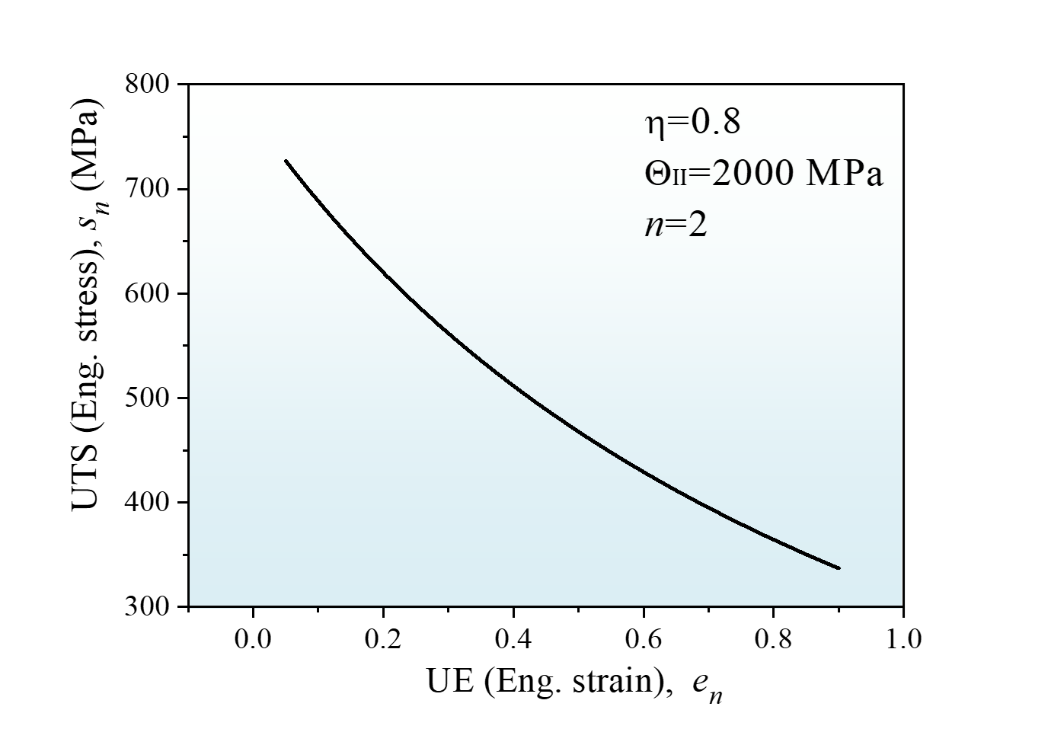 800
700
600
500
400
300
UTS (Eng. stress), sₙ (MPa)
η=0.8
Θ_II=2000 MPa
n=2
0.0 0.2 0.4 0.6 0.8 1.0
UE (Eng. strain), eₙ